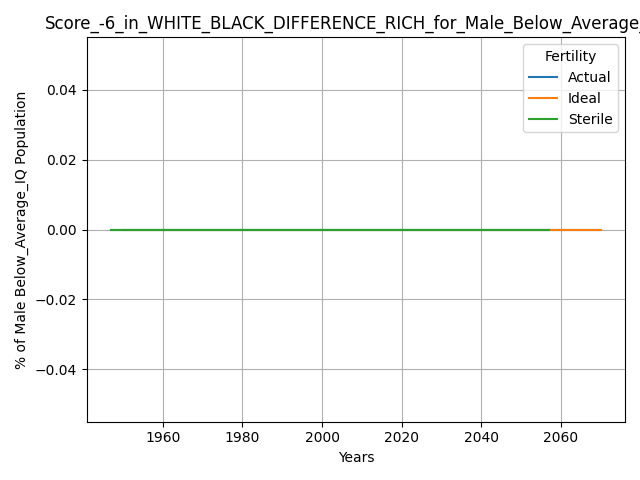 Score_-6_in_WHITE_BLACK_DIFFERENCE_RICH_for_Male_Below_Average_
Fertility
Actual
Ideal
Sterile
% of Male Below_Average_IQ Population
0.04
0.02
0.00
−0.02
−0.04
1960 1980 2000 2020 2040 2060
Years